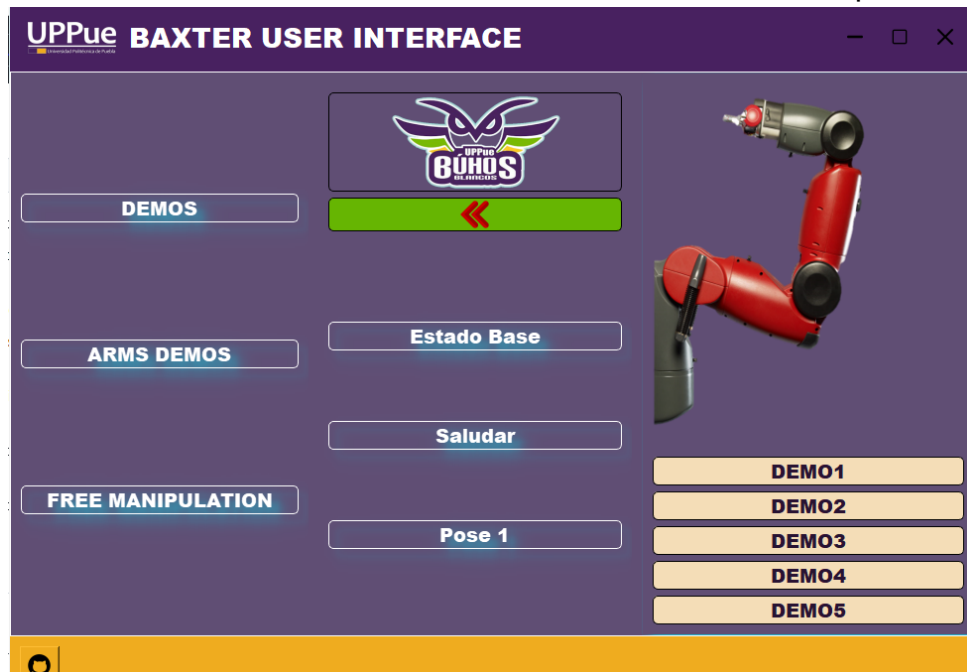 UPPue BAXTER USER INTERFACE
Universidad Politécnica de Puebla
UPPue
BÚHOS
BLANCOS
DEMOS
ARMS DEMOS
FREE MANIPULATION
Estado Base
Saludar
Pose 1
DEMO1
DEMO2
DEMO3
DEMO4
DEMO5